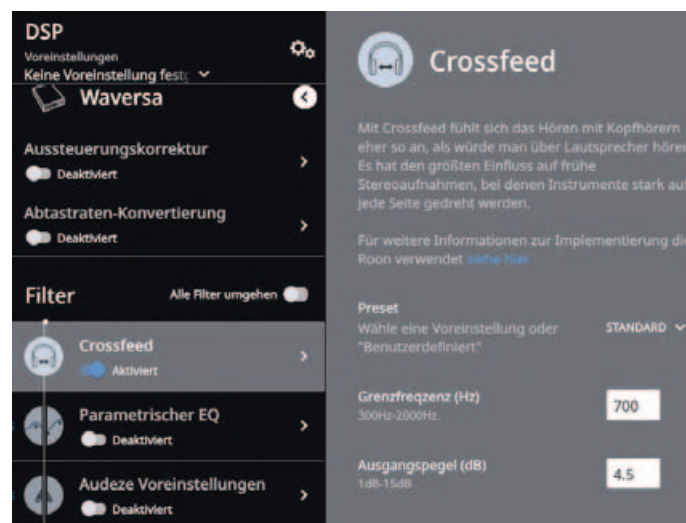 DSP
Voreinstellungen
Keine Voreinstellung festg
Waversa
Aussteuerungskorrektur
Deaktiviert
Abtastraten-Konvertierung
Deaktiviert
Filter
Alle Filter umgehen
Crossfeed
Aktiviert
Parametrischer EQ
Deaktiviert
Audeze Voreinstellungen
Deaktiviert
Crossfeed
Mit Crossfeed fühlt sich das Hören mit Kopfhörern
eher so an, als würde man über Lautsprecher hören
Es hat den größten Einfluss auf frühe
Stereoaufnahmen, bei denen Instrumente stark auf
jede Seite gedreht werden.
Für weitere Informationen zur Implementierung die
Roon verwendet siehe hier
Preset
Wähle eine Voreinstellung oder
"Benutzerdefiniert"
STANDARD
Grenzfreqzenz (Hz)
300Hz-2000Hz.
700
Ausgangspegel (dB)
1dB-15dB
4.5